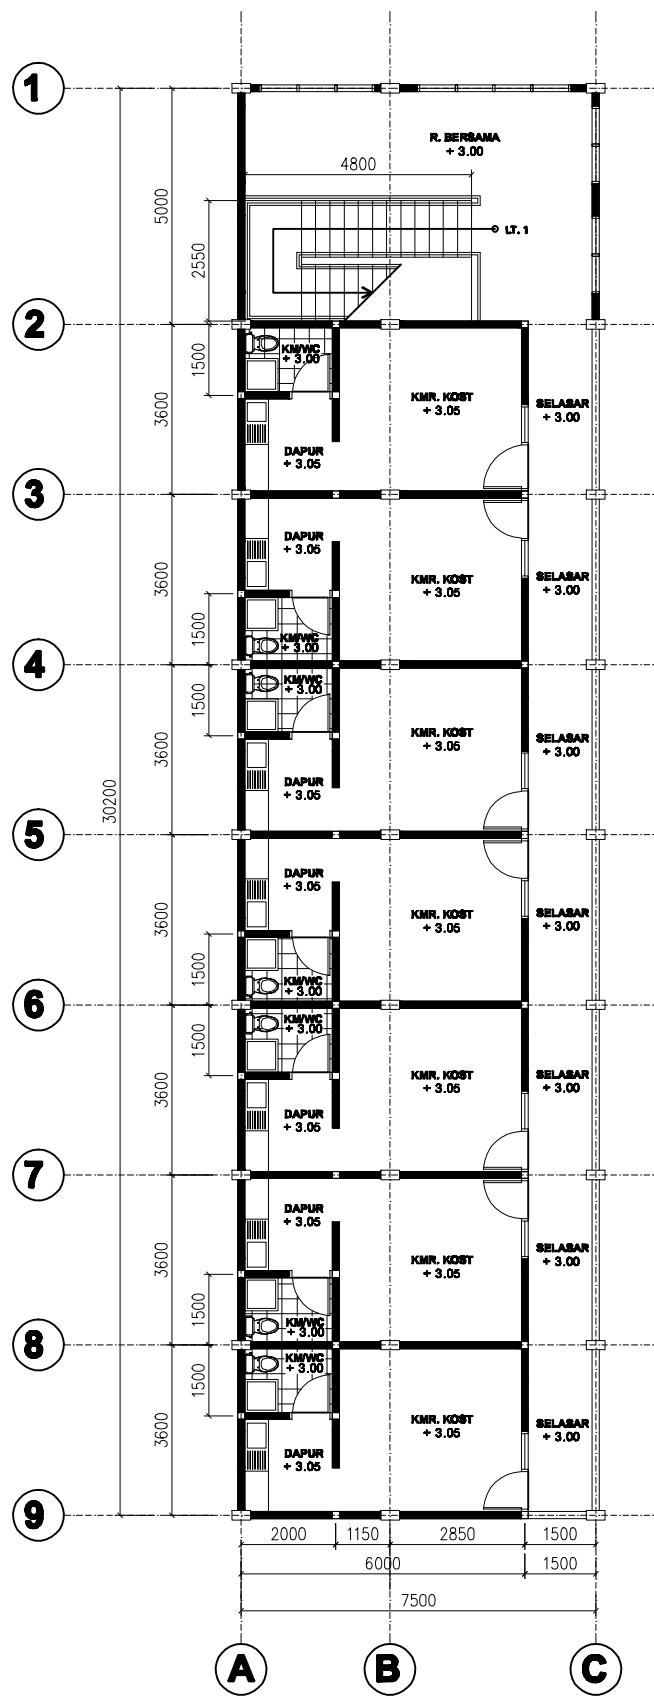 1
R. BERSAMA
+ 3.00
4800
5000
2550
LT. 1
2
KM/WC
+ 3.00
1500
3600
KMR. KOST
+ 3.05
SELASAR
+ 3.00
DAPUR
+ 3.05
3
DAPUR
+ 3.05
3600
KMR. KOST
+ 3.05
SELASAR
+ 3.00
1500
KM/WC
+ 3.00
4
KM/WC
+ 3.00
1500
3600
KMR. KOST
+ 3.05
SELASAR
+ 3.00
DAPUR
+ 3.05
30200
5
DAPUR
+ 3.05
3600
KMR. KOST
+ 3.05
SELASAR
+ 3.00
1500
KM/WC
+ 3.00
6
KM/WC
+ 3.00
1500
3600
KMR. KOST
+ 3.05
SELASAR
+ 3.00
DAPUR
+ 3.05
7
DAPUR
+ 3.05
3600
KMR. KOST
+ 3.05
SELASAR
+ 3.00
1500
KM/WC
+ 3.00
8
KM/WC
+ 3.00
1500
3600
KMR. KOST
+ 3.05
SELASAR
+ 3.00
DAPUR
+ 3.05
9
2000 1150 2850 1500
6000 1500
7500
A B C